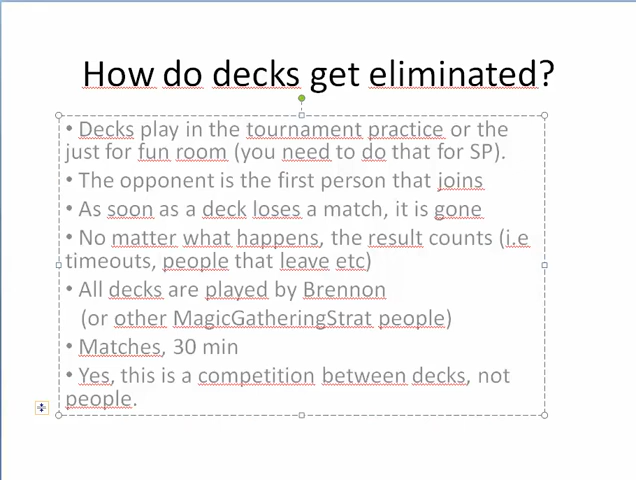 How do decks get eliminated?
• Decks play in the tournament practice or the
just for fun room (you need to do that for SP).
• The opponent is the first person that joins
• As soon as a deck loses a match, it is gone
• No matter what happens, the result counts (i.e
timeouts, people that leave etc)
• All decks are played by Brennon
(or other MagicGatheringStrat people)
• Matches, 30 min
• Yes, this is a competition between decks, not
people.